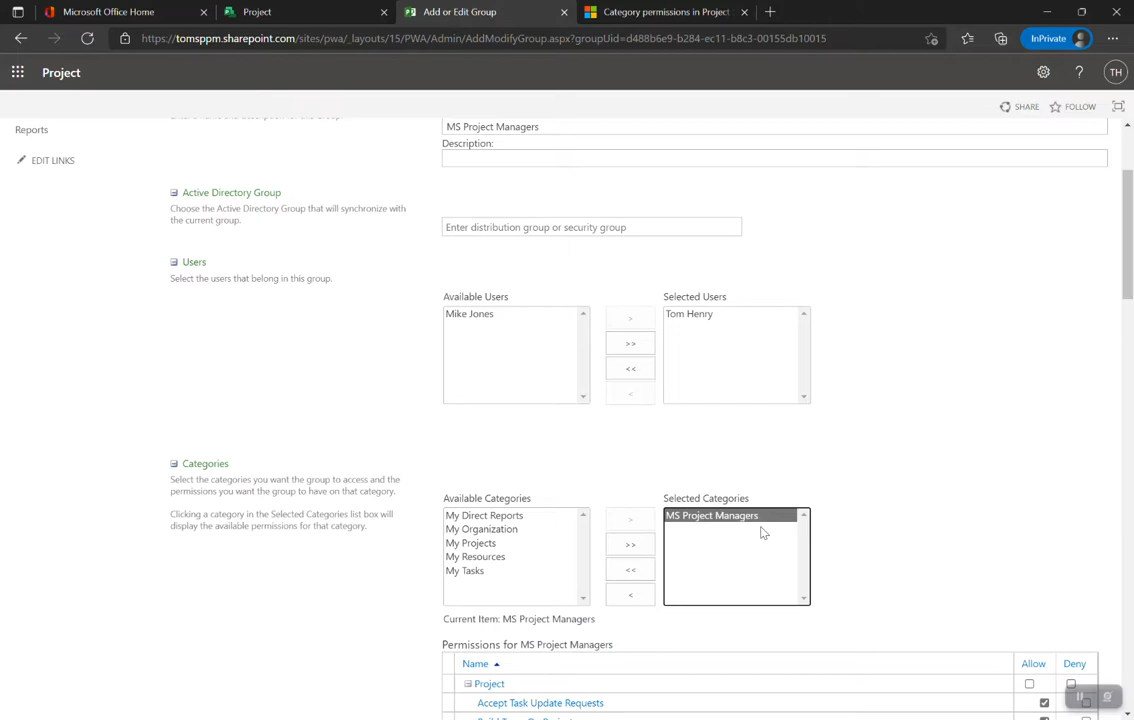 Microsoft Office Home
Project
Add or Edit Group
Category permissions in Project
https://tomsppm.sharepoint.com/sites/pwa/_layouts/15/PWA/Admin/AddModifyGroup.aspx?groupUid=d488b6e9-b284-ec11-b8c3-00155db10015
InPrivate
Project
TH
SHARE
FOLLOW
Reports
EDIT LINKS
MS Project Managers
Description:
Active Directory Group
Choose the Active Directory Group that will synchronize with
the current group.
Enter distribution group or security group
Users
Select the users that belong in this group.
Available Users
Selected Users
Mike Jones
Tom Henry
>
>>
<<
<
Categories
Select the categories you want the group to access and the
permissions you want the group to have on that category.
Clicking a category in the Selected Categories list box will
display the available permissions for that category.
Available Categories
Selected Categories
My Direct Reports
My Organization
My Projects
My Resources
My Tasks
>
>>
<<
<
MS Project Managers
Current Item: MS Project Managers
Permissions for MS Project Managers
Name
Allow
Deny
Project
Accept Task Update Requests